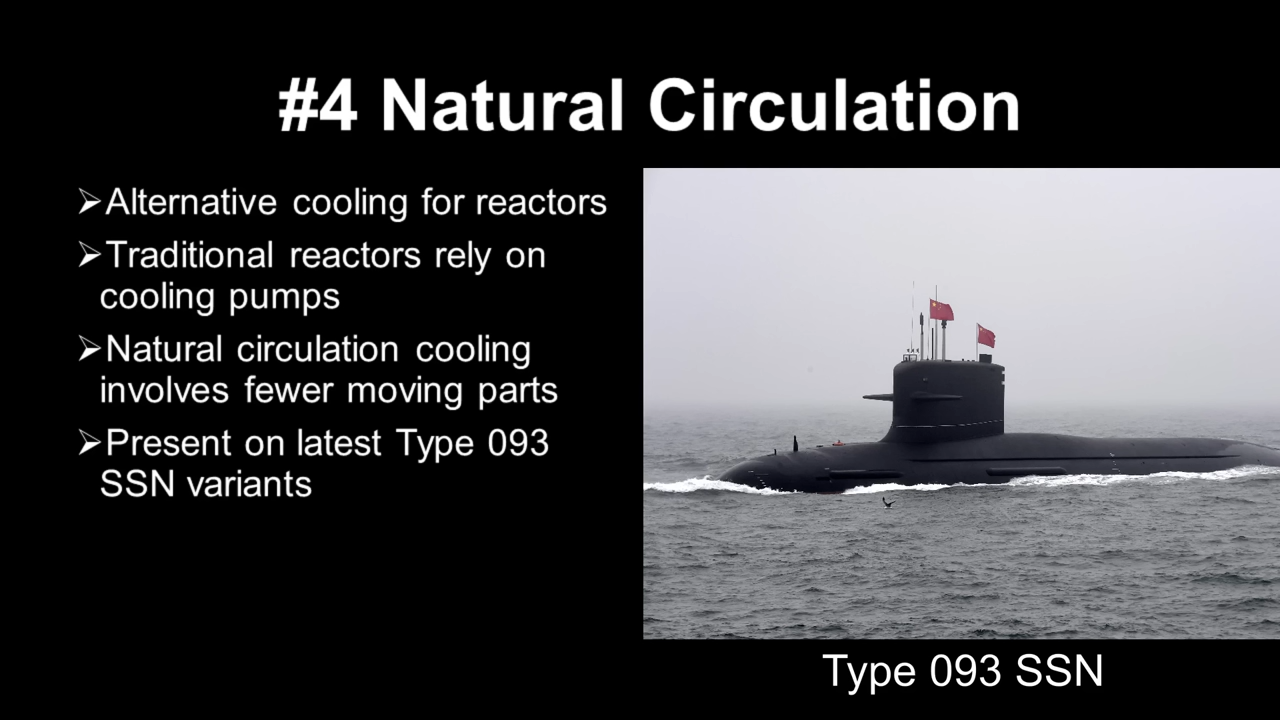 #4 Natural Circulation
➢Alternative cooling for reactors
➢Traditional reactors rely on
cooling pumps
➢Natural circulation cooling
involves fewer moving parts
➢Present on latest Type 093
SSN variants
Type 093 SSN